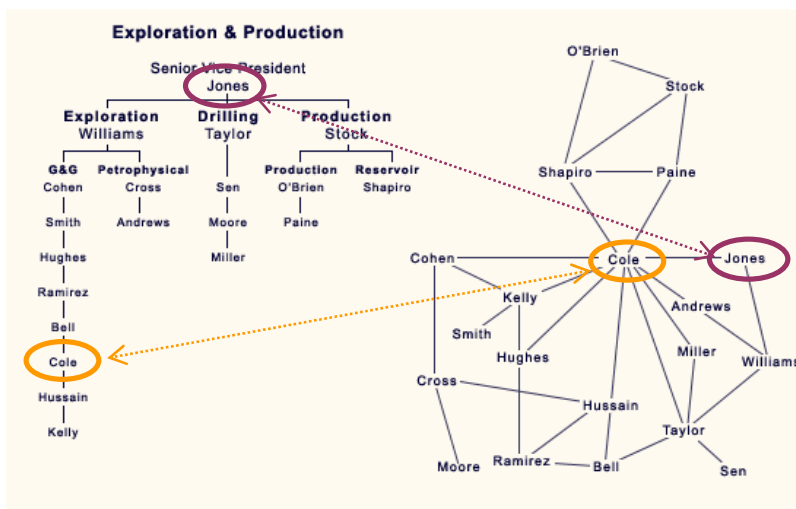 Exploration & Production
Senior Vice President
Jones
Exploration Drilling Production
Williams Taylor Stock
G&G Petrophysical Production Reservoir
Cohen Cross Sen O'Brien Shapiro
Smith Andrews Moore Paine
Hughes Miller
Ramirez
Bell
Cole
Hussain
Kelly
O'Brien
Stock
Shapiro Paine
Cohen Cole Jones
Kelly
Andrews
Smith
Hughes Miller Williams
Cross
Hussain
Taylor
Moore Ramirez Bell Sen